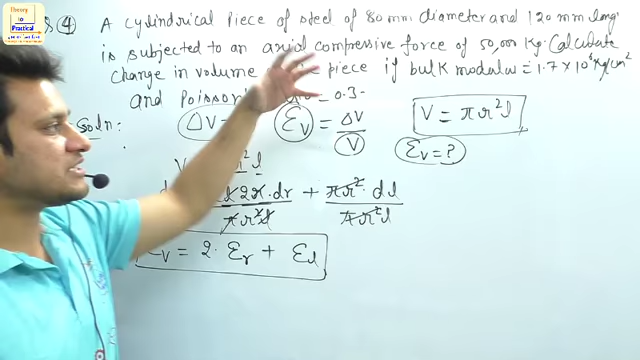 Theory to Practical
8 ④ A cylindrical piece of steel of 80 mm diameter and 120 mm long
is subjected to an axial compressive force of 50,000 kg. Calculate
change in volume piece if bulk modulus = 1.7 × 10⁶ kg/cm²
and Poisson = 0.3
Soln:
ΔV = εv = ΔV / V
V = πr²l
εv = ?
V r²l
l 2r · dr + πr² · dl
πr²l πr²l
v = 2 · εr + εl